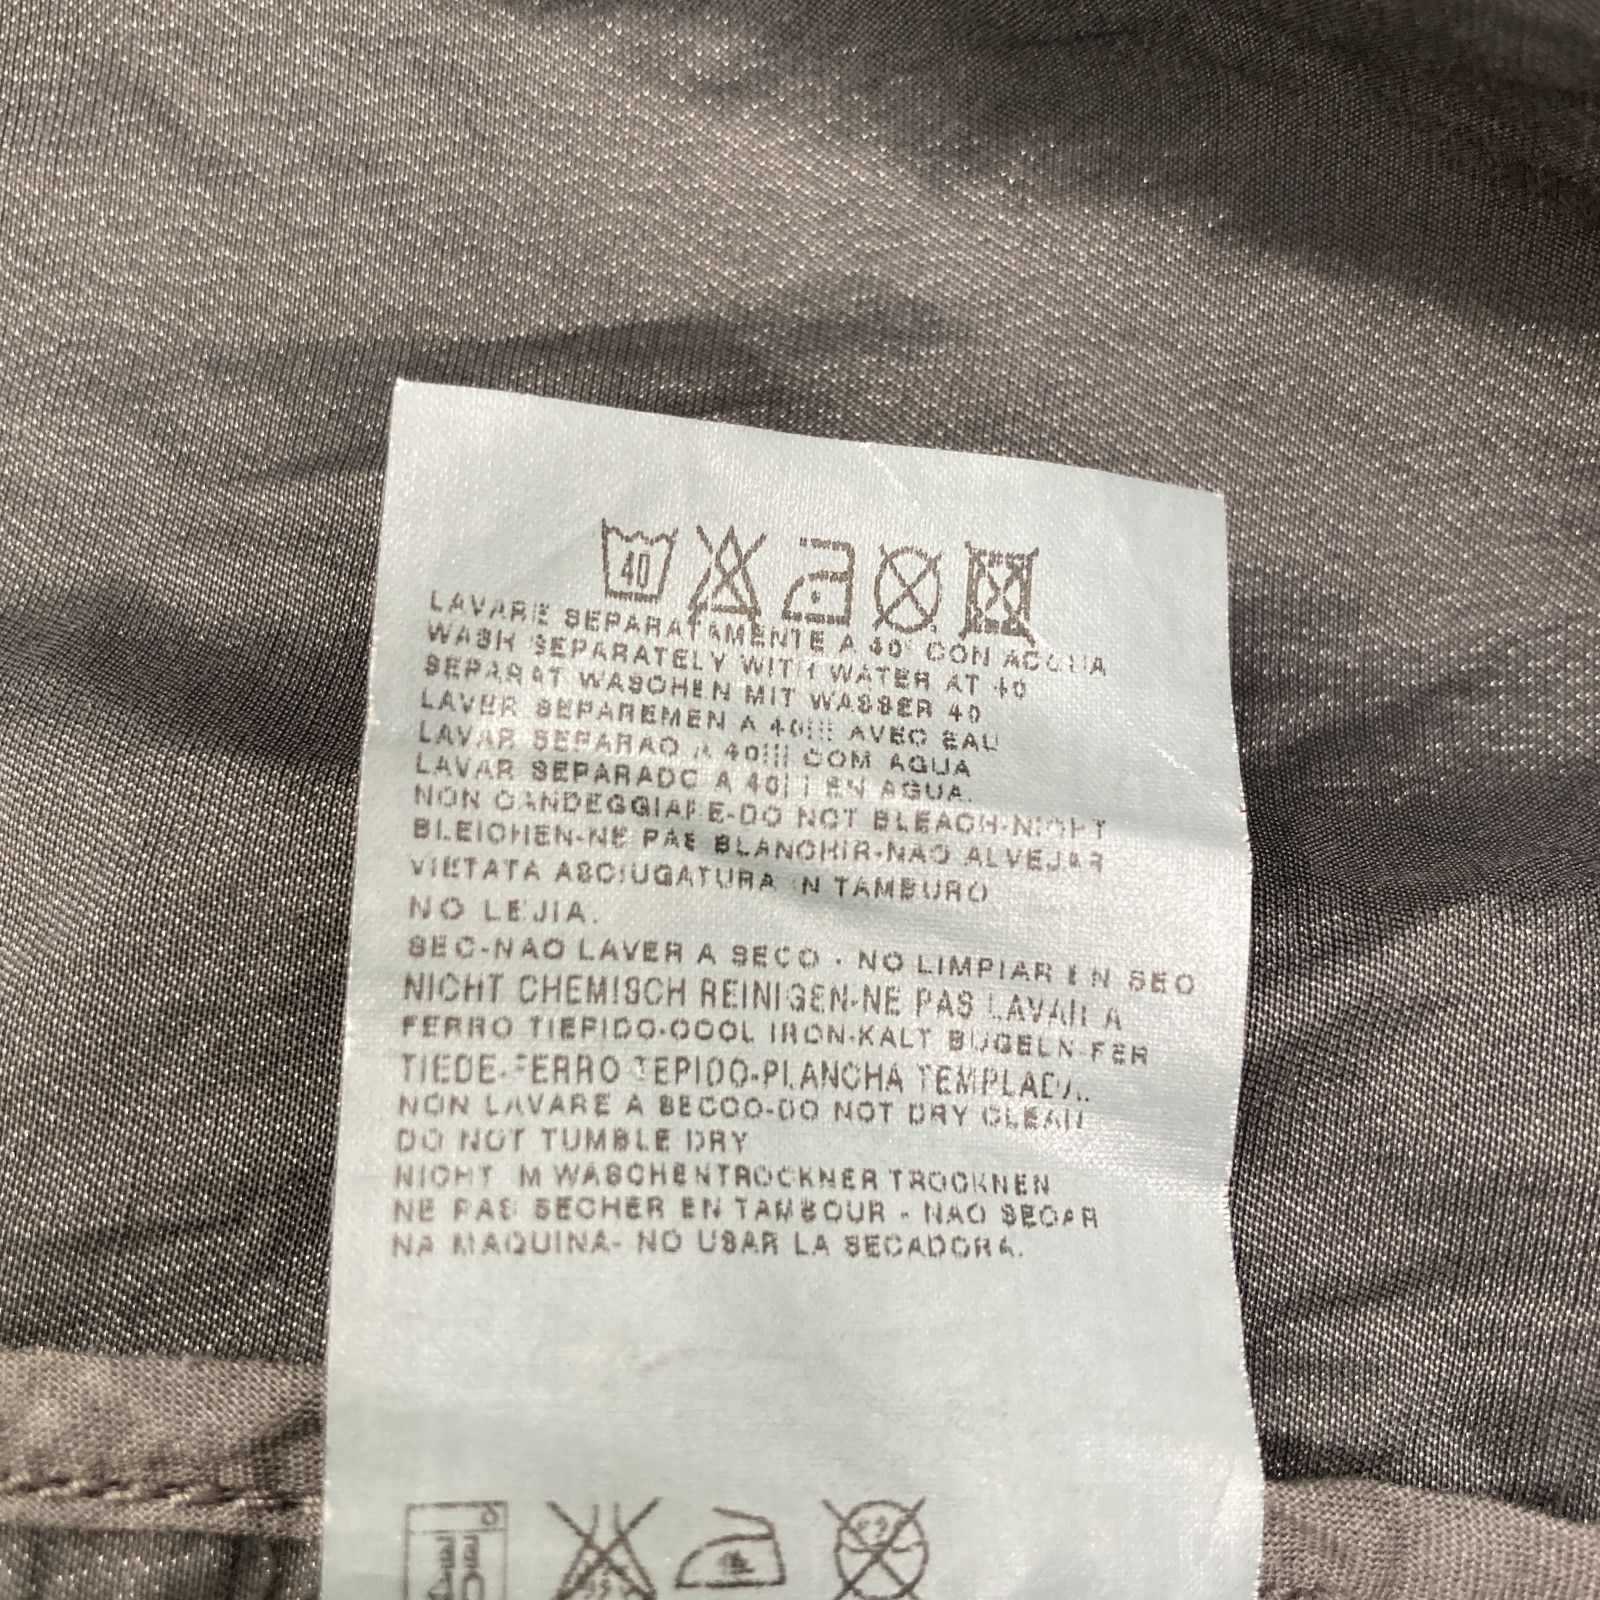 40
LAVARE SEPARATAMENTE A 40° CON ACQUA
WASH SEPARATELY WITH WATER AT 40
SEPARAT WASCHEN MIT WASSER 40
LAVER SEPAREMEN A 40 AVEC EAU
LAVAR SEPARAO A 40 COM AGUA
LAVAR SEPARADO A 40 EN AGUA.
NON CANDEGGIARE-DO NOT BLEACH-NIGHT
BLEICHEN-NE PAS BLANCHIR-NAO ALVEJAR
VIETATA ASCIUGATURA IN TAMBURO
NO LEJIA.
SEC-NAO LAVER A SECO - NO LIMPIAR EN SEO
NICHT CHEMISCH REINIGEN-NE PAS LAVAR A
FERRO TIEPIDO-COOL IRON-KALT BUGELN-FER
TIEDE-FERRO TEPIDO-PLANCHA TEMPLADA.
NON LAVARE A SECCO-DO NOT DRY CLEAN
DO NOT TUMBLE DRY
NICHT IM WASCHENTROCKNER TROCKNEN
NE PAS SECHER EN TAMBOUR - NAO SECAR
NA MAQUINA- NO USAR LA SECADORA.